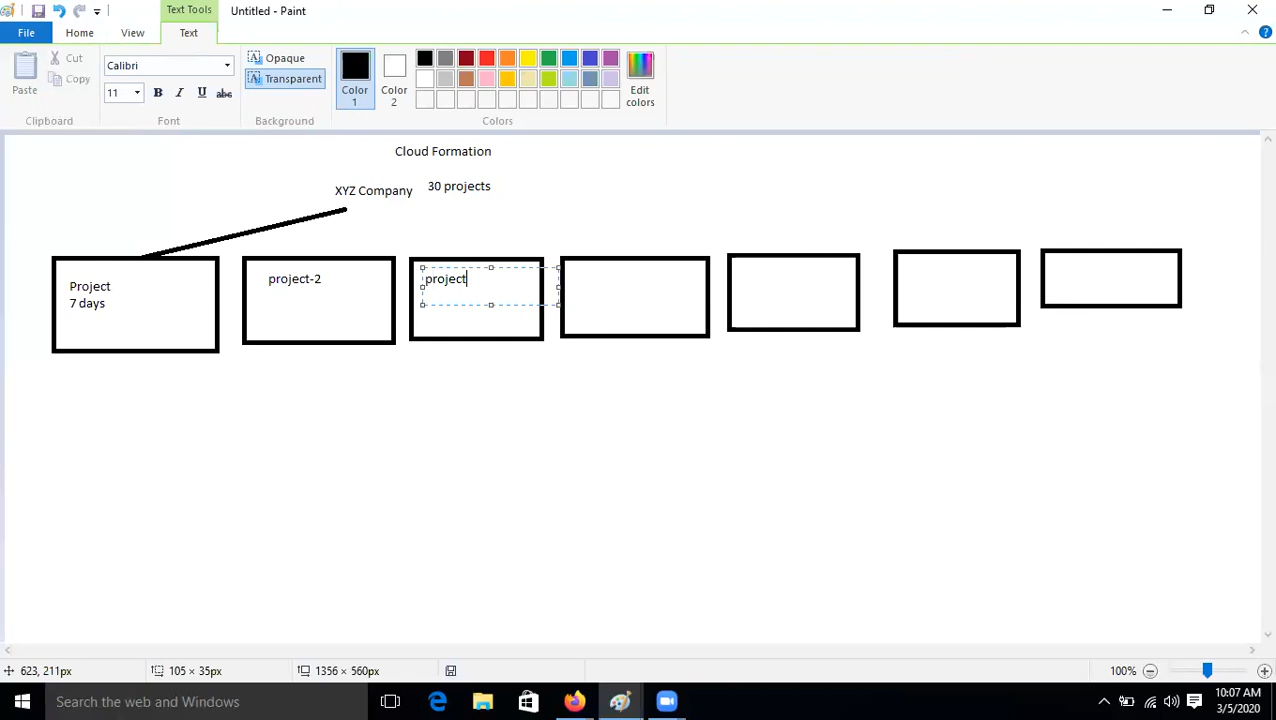 Text Tools
Untitled - Paint
File
Home
View
Text
Paste
Cut
Copy
Clipboard
Calibri
11
B I U abc
Font
Opaque
Transparent
Background
Color 1
Color 2
Edit colors
Colors
Cloud Formation
XYZ Company
30 projects
Project
7 days
project-2
project
623, 211px
105 × 35px
1356 × 560px
100%
Search the web and Windows
10:07 AM
3/5/2020